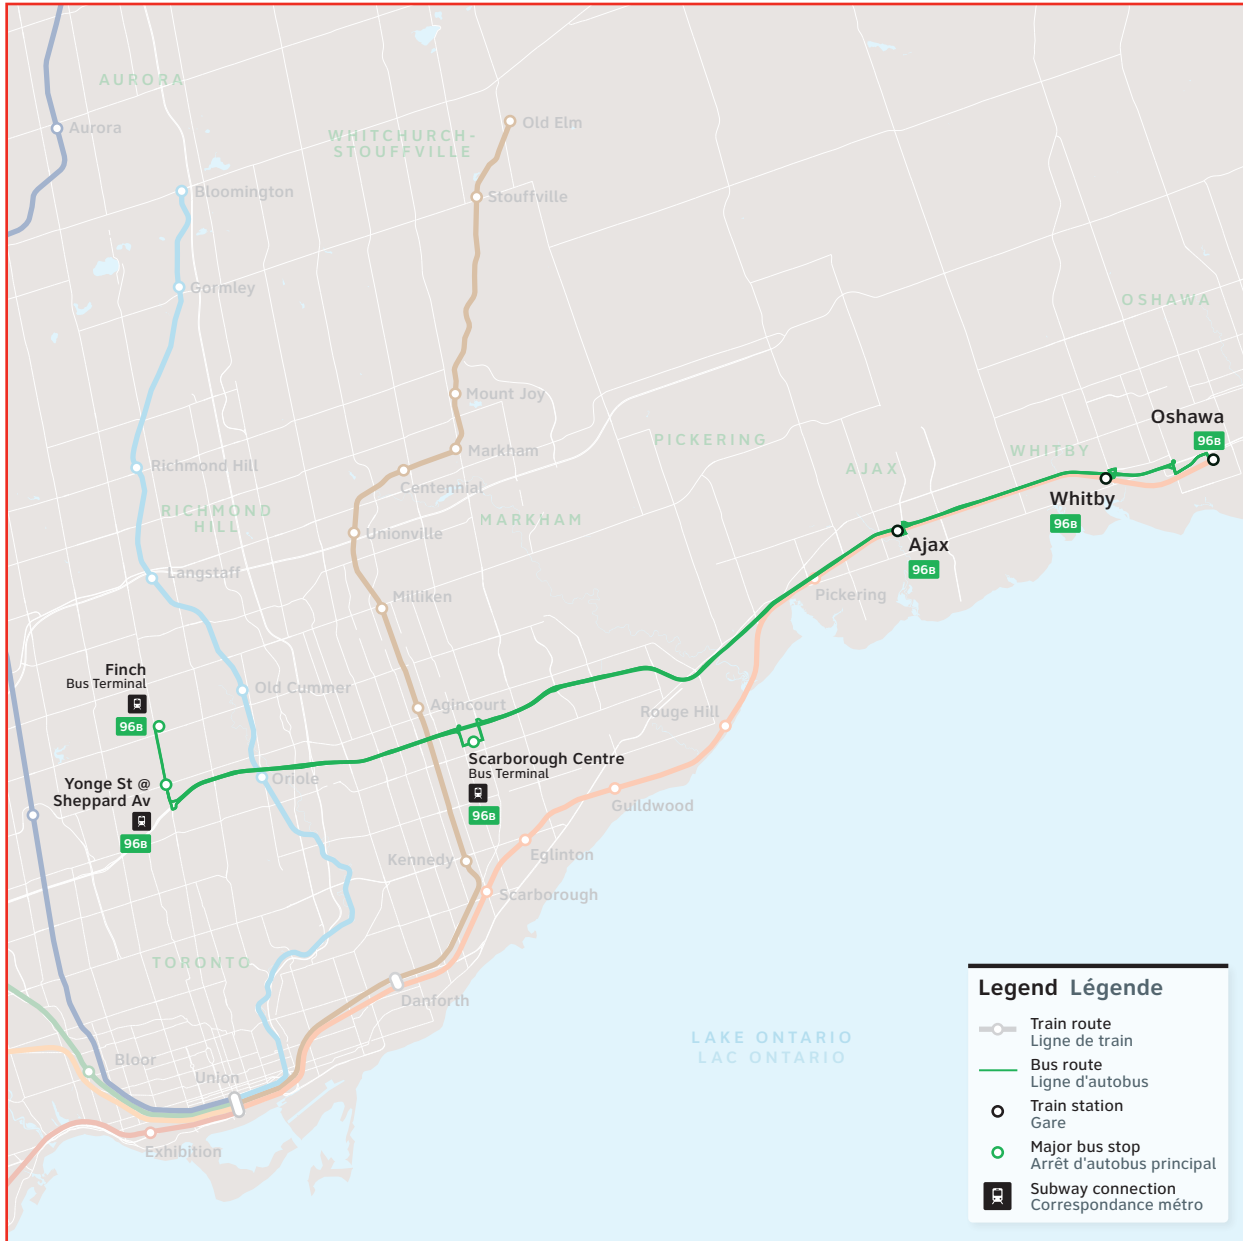 AURORA
Aurora
WHITCHURCH-
STOUFFVILLE
Old Elm
Bloomington
Stouffville
Gormley
OSHAWA
Mount Joy
Oshawa
96B
Markham
PICKERING
WHITBY
AJAX
Richmond Hill
Centennial
Whitby
96B
RICHMOND
HILL
MARKHAM
Unionville
Ajax
96B
Langstaff
Milliken
Pickering
Finch
Bus Terminal
96B
Old Cummer
Agincourt
Rouge Hill
Yonge St @
Sheppard Av
96B
Oriole
Scarborough Centre
Bus Terminal
96B
Guildwood
Kennedy
Eglinton
Scarborough
TORONTO
Danforth
LAKE ONTARIO
LAC ONTARIO
Bloor
Union
Exhibition
Legend Légende
Train route
Ligne de train
Bus route
Ligne d'autobus
Train station
Gare
Major bus stop
Arrêt d'autobus principal
Subway connection
Correspondance métro